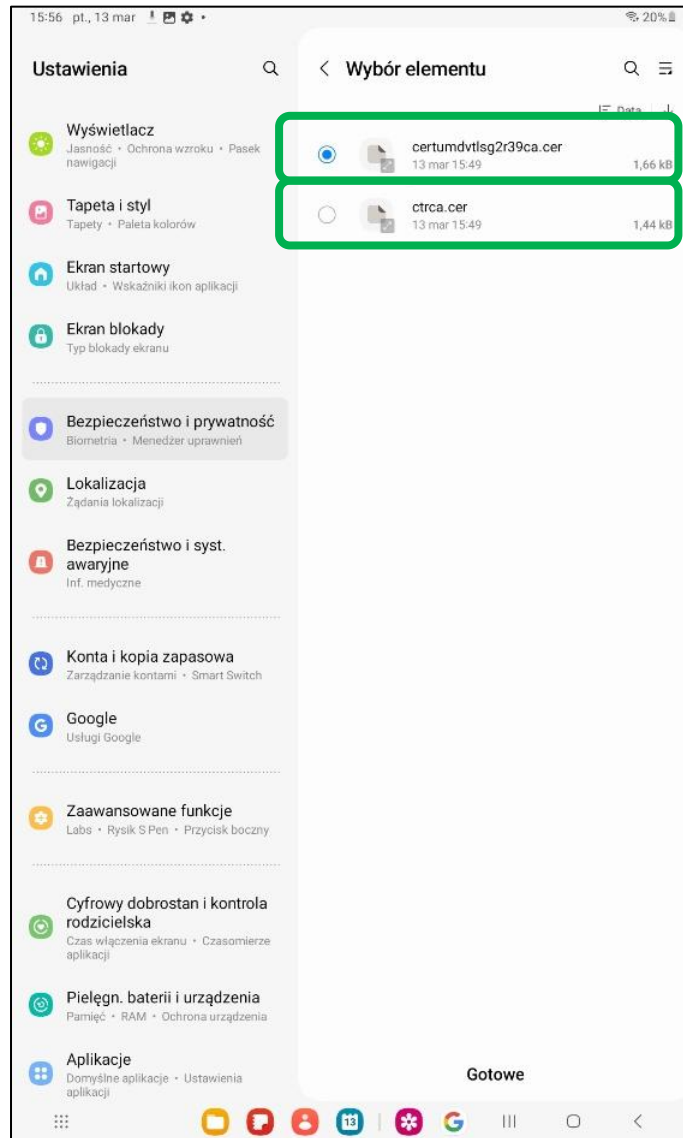 15:56 pt., 13 mar
20%
Ustawienia
Wyświetlacz
Jasność • Ochrona wzroku • Pasek
nawigacji
Tapeta i styl
Tapety • Paleta kolorów
Ekran startowy
Układ • Wskaźniki ikon aplikacji
Ekran blokady
Typ blokady ekranu
Bezpieczeństwo i prywatność
Biometria • Menedżer uprawnień
Lokalizacja
Żądania lokalizacji
Bezpieczeństwo i syst.
awaryjne
Inf. medyczne
Konta i kopia zapasowa
Zarządzanie kontami • Smart Switch
Google
Usługi Google
Zaawansowane funkcje
Labs • Rysik S Pen • Przycisk boczny
Cyfrowy dobrostan i kontrola
rodzicielska
Czas włączenia ekranu • Czasomierze
aplikacji
Pielęgn. baterii i urządzenia
Pamięć • RAM • Ochrona urządzenia
Aplikacje
Domyślne aplikacje • Ustawienia
aplikacji
Wybór elementu
Data
certumdvtlsg2r39ca.cer
13 mar 15:49 1,66 kB
ctrca.cer
13 mar 15:49 1,44 kB
Gotowe
13